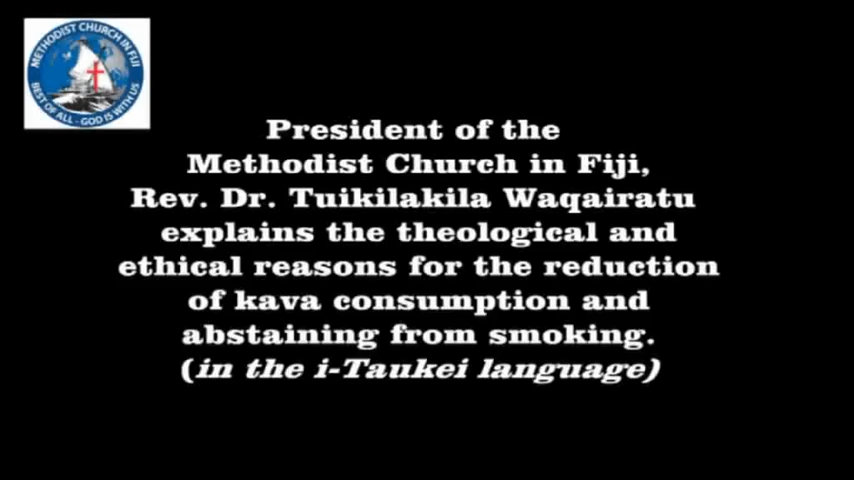 METHODIST CHURCH IN FIJI
BEST OF ALL - GOD IS WITH US
President of the
Methodist Church in Fiji,
Rev. Dr. Tuikilakila Waqairatu
explains the theological and
ethical reasons for the reduction
of kava consumption and
abstaining from smoking.
(in the i-Taukei language)